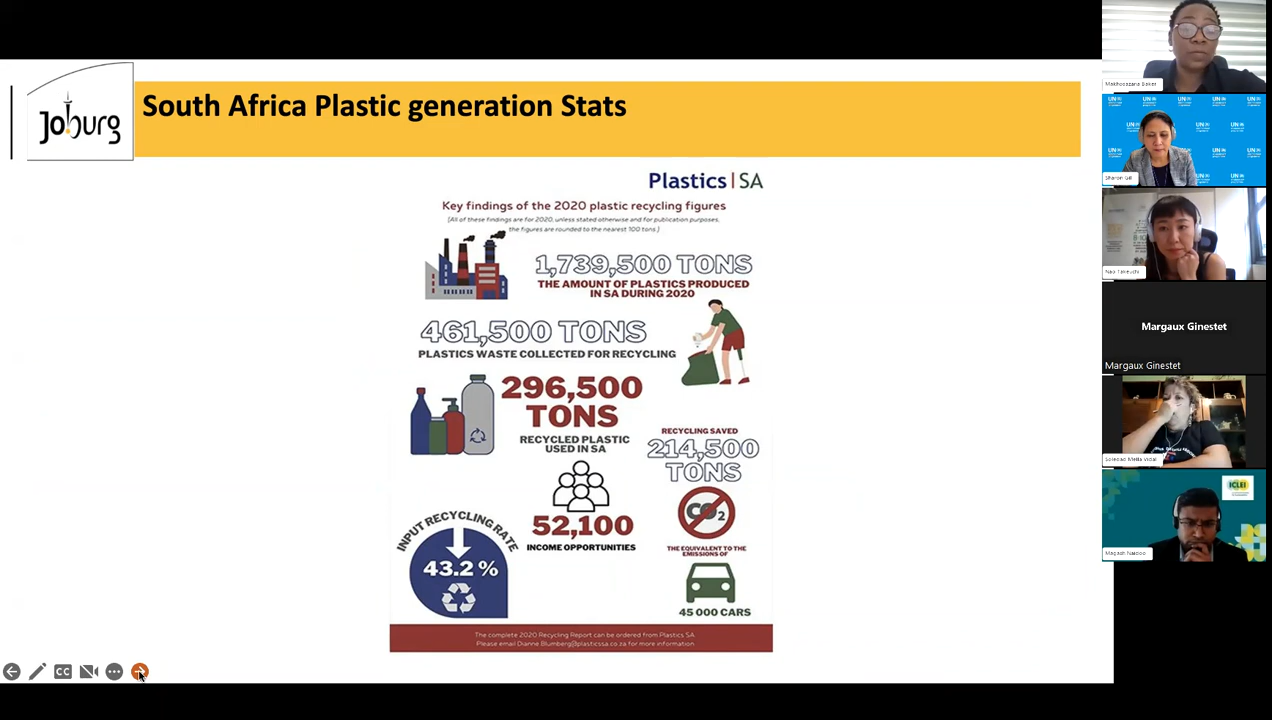 Joburg
South Africa Plastic generation Stats
Plastics|SA
Key findings of the 2020 plastic recycling figures
(All of these findings are for 2020, unless stated otherwise and for publication purposes,
the figures are rounded to the nearest 100 tons.)
1,739,500 TONS
THE AMOUNT OF PLASTICS PRODUCED
IN SA DURING 2020
461,500 TONS
PLASTICS WASTE COLLECTED FOR RECYCLING
296,500
TONS
RECYCLED PLASTIC
USED IN SA
RECYCLING SAVED
214,500
TONS
CO2
THE EQUIVALENT TO THE
EMISSIONS OF
45 000 CARS
52,100
INCOME OPPORTUNITIES
INPUT RECYCLING RATE
43.2 %
The complete 2020 Recycling Report can be ordered from Plastics SA
Please email Dianne.Blumberg@plasticssa.co.za for more information
CC
Makhosazana Baker
UN
Sharon Gil
Nao Takeuchi
Margaux Ginestet
Margaux Ginestet
Soledad Mella Vidal
ICLEI
Magash Naidoo